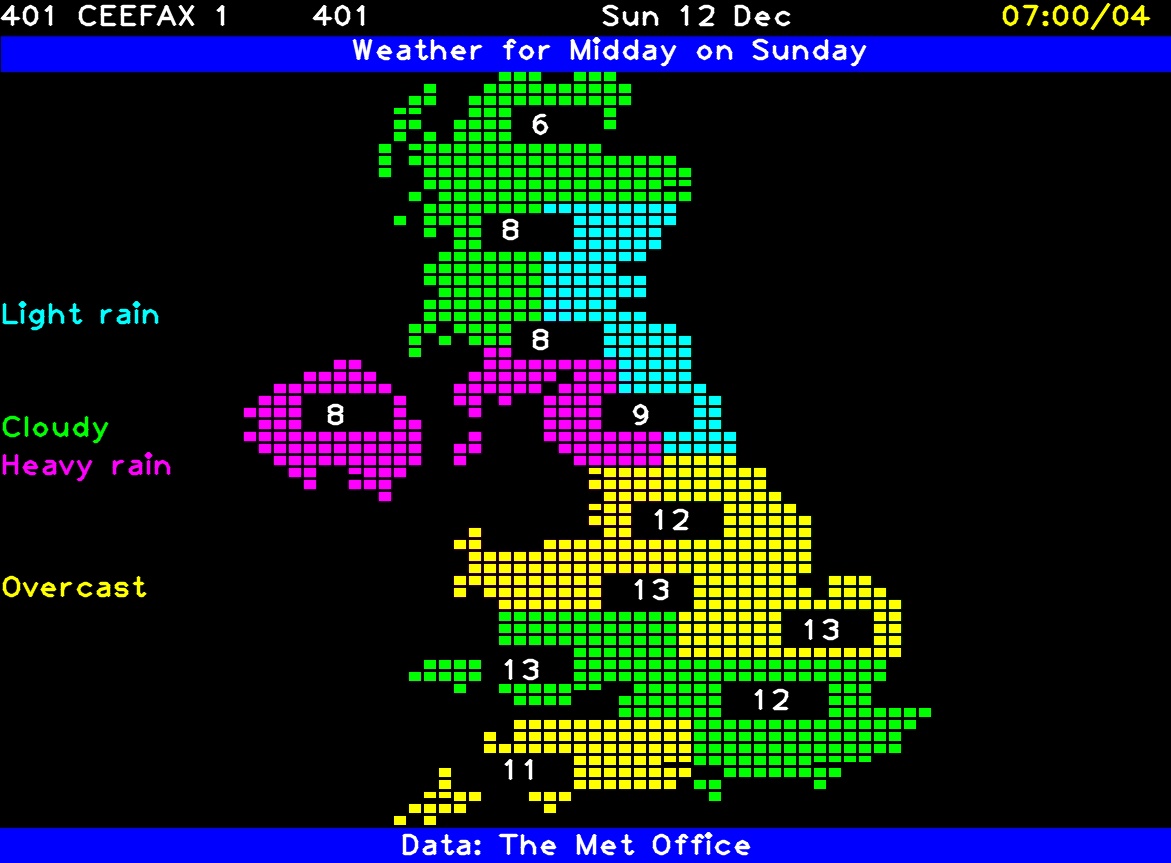 401 CEEFAX 1 401 Sun 12 Dec 07:00/04
Weather for Midday on Sunday
6
8
Light rain
8
8 9
Cloudy
Heavy rain
12
Overcast 13
13
13
12
11
Data: The Met Office